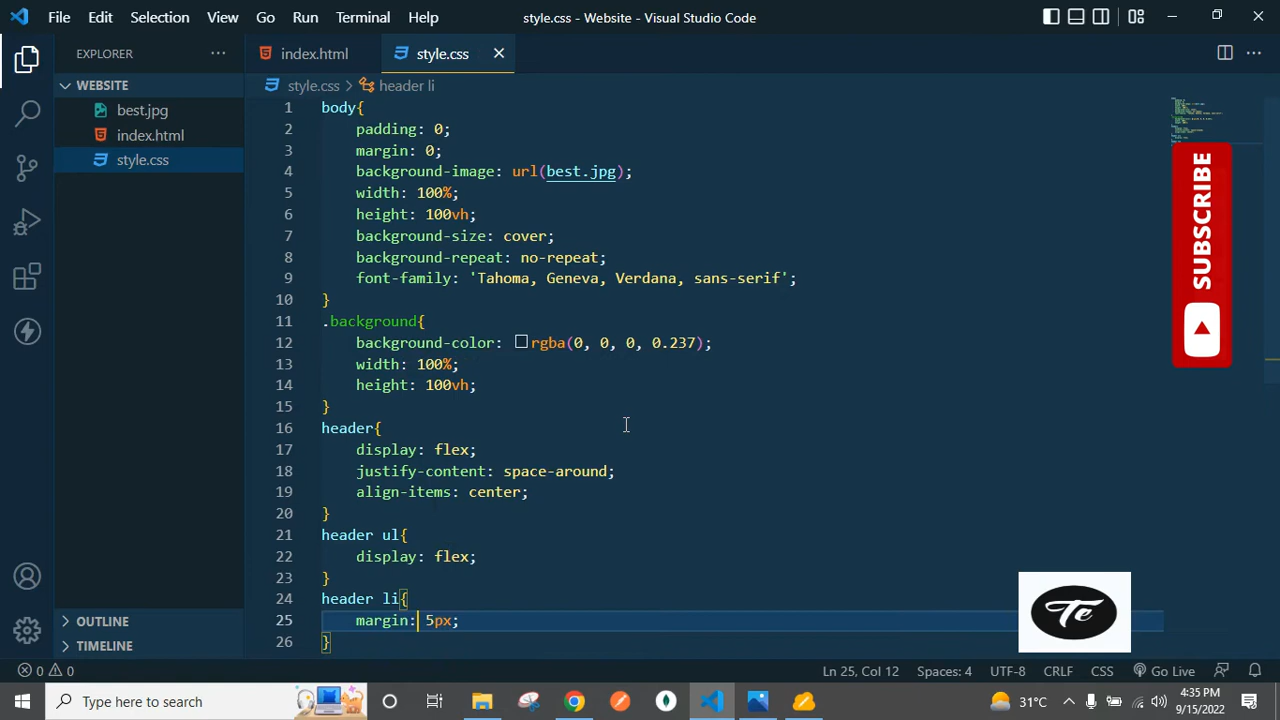 File Edit Selection View Go Run Terminal Help
style.css - Website - Visual Studio Code
EXPLORER
index.html
style.css
WEBSITE
best.jpg
index.html
style.css
style.css > header li
1 body{
2 padding: 0;
3 margin: 0;
4 background-image: url(best.jpg);
5 width: 100%;
6 height: 100vh;
7 background-size: cover;
8 background-repeat: no-repeat;
9 font-family: 'Tahoma, Geneva, Verdana, sans-serif';
10 }
11 .background{
12 background-color: rgba(0, 0, 0, 0.237);
13 width: 100%;
14 height: 100vh;
15 }
16 header{
17 display: flex;
18 justify-content: space-around;
19 align-items: center;
20 }
21 header ul{
22 display: flex;
23 }
24 header li{
25 margin: 5px;
26 }
SUBSCRIBE
Te
OUTLINE
TIMELINE
0 0
Ln 25, Col 12 Spaces: 4 UTF-8 CRLF CSS Go Live
Type here to search
31°C
4:35 PM
9/15/2022